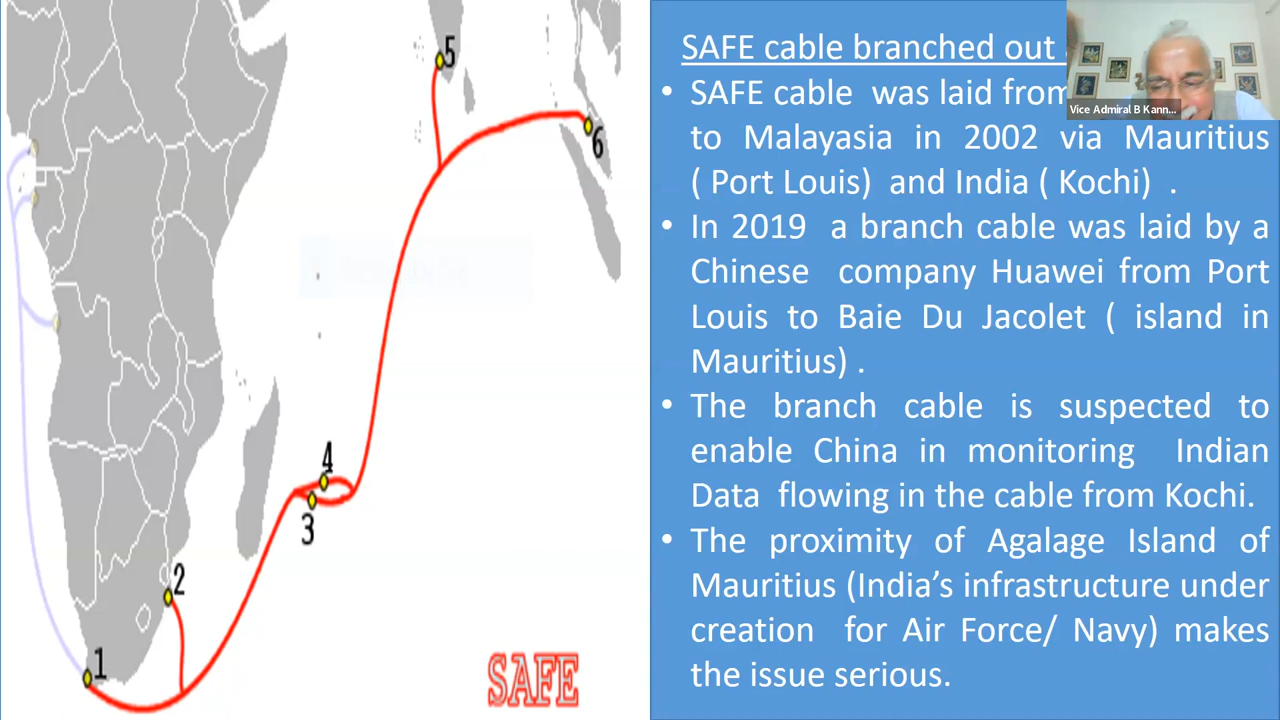 5
6
4
3
2
1
SAFE
SAFE cable branched out
Vice Admiral B Kann...
• SAFE cable was laid from
to Malayasia in 2002 via Mauritius
( Port Louis) and India ( Kochi) .
• In 2019 a branch cable was laid by a
Chinese company Huawei from Port
Louis to Baie Du Jacolet ( island in
Mauritius) .
• The branch cable is suspected to
enable China in monitoring Indian
Data flowing in the cable from Kochi.
• The proximity of Agalage Island of
Mauritius (India’s infrastructure under
creation for Air Force/ Navy) makes
the issue serious.